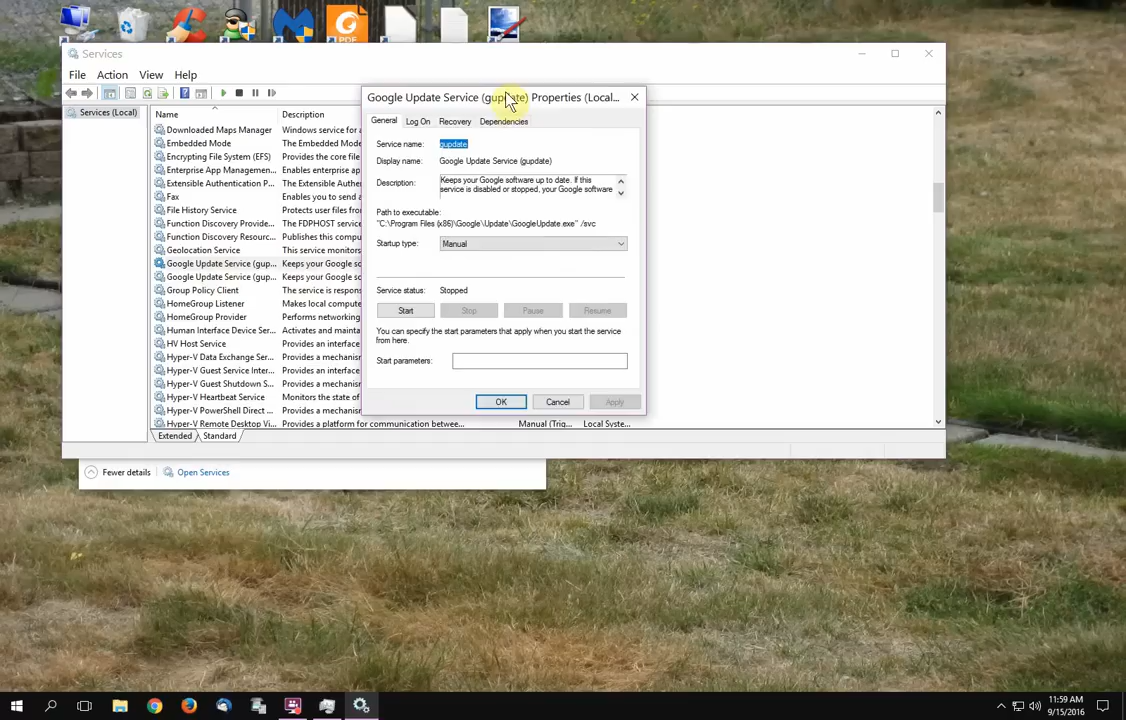 PDF
Services
File Action View Help
Google Update Service (gupdate) Properties (Local...
Services (Local)
Name
Description
General
Log On
Recovery
Dependencies
Downloaded Maps Manager
Windows service for a
Embedded Mode
The Embedded Mode
Encrypting File System (EFS)
Provides the core file
Enterprise App Managemen...
Enables enterprise ap
Extensible Authentication P...
The Extensible Authe
Fax
Enables you to send a
File History Service
Protects user files from
Function Discovery Provide...
The FDPHOST service
Function Discovery Resourc...
Publishes this compu
Geolocation Service
This service monitors
Google Update Service (gup...
Keeps your Google so
Google Update Service (gup...
Keeps your Google so
Group Policy Client
The service is respons
HomeGroup Listener
Makes local compute
HomeGroup Provider
Performs networking
Human Interface Device Ser...
Activates and mainta
HV Host Service
Provides an interface
Hyper-V Data Exchange Ser...
Provides a mechanism
Hyper-V Guest Service Inter...
Provides an interface
Hyper-V Guest Shutdown S...
Provides a mechanism
Hyper-V Heartbeat Service
Monitors the state of
Hyper-V PowerShell Direct ...
Provides a mechanism
Hyper-V Remote Desktop Vi...
Provides a platform for communication betwee...
Manual (Trig...
Local Syste...
Service name: gupdate
Display name: Google Update Service (gupdate)
Description: Keeps your Google software up to date. If this
service is disabled or stopped, your Google software
Path to executable:
"C:\Program Files (x86)\Google\Update\GoogleUpdate.exe" /svc
Startup type: Manual
Service status: Stopped
Start Stop Pause Resume
You can specify the start parameters that apply when you start the service
from here.
Start parameters:
OK Cancel Apply
Extended Standard
Fewer details Open Services
11:59 AM
9/15/2016